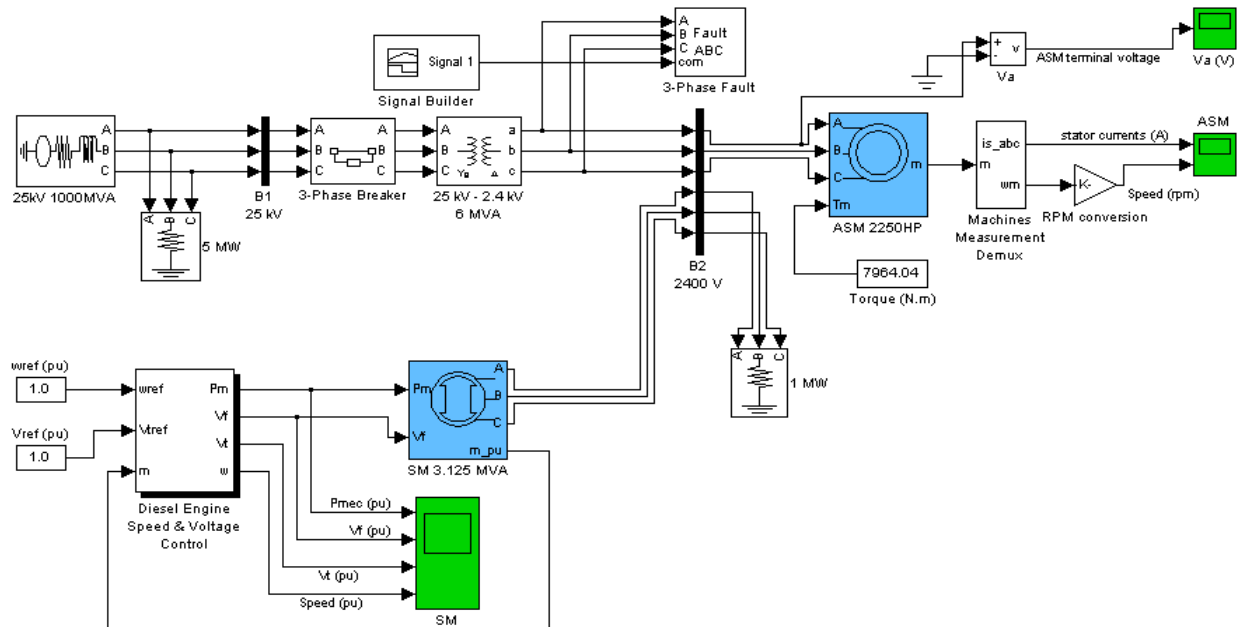 A
B
C
com
Fault
ABC
3-Phase Fault
Signal 1
Signal Builder
+
-
v
Va
ASM terminal voltage
Va (V)
A
B
C
25kV 1000MVA
B1
25 kV
A
B
C
A
B
C
3-Phase Breaker
A
B
C
a
b
c
25 kV - 2.4 kV
6 MVA
A
B
C
5 MW
B2
2400 V
A
B
C
Tm
m
ASM 2250HP
m
is_abc
wm
Machines
Measurement
Demux
stator currents (A)
K-
RPM conversion
Speed (rpm)
ASM
7964.04
Torque (N.m)
A
B
C
1 MW
wref (pu)
1.0
Vref (pu)
1.0
wref
Vtref
m
Pm
Vf
Vt
w
Diesel Engine
Speed & Voltage
Control
Pm
Vf
A
B
C
m_pu
SM 3.125 MVA
Pmec (pu)
Vf (pu)
Vt (pu)
Speed (pu)
SM